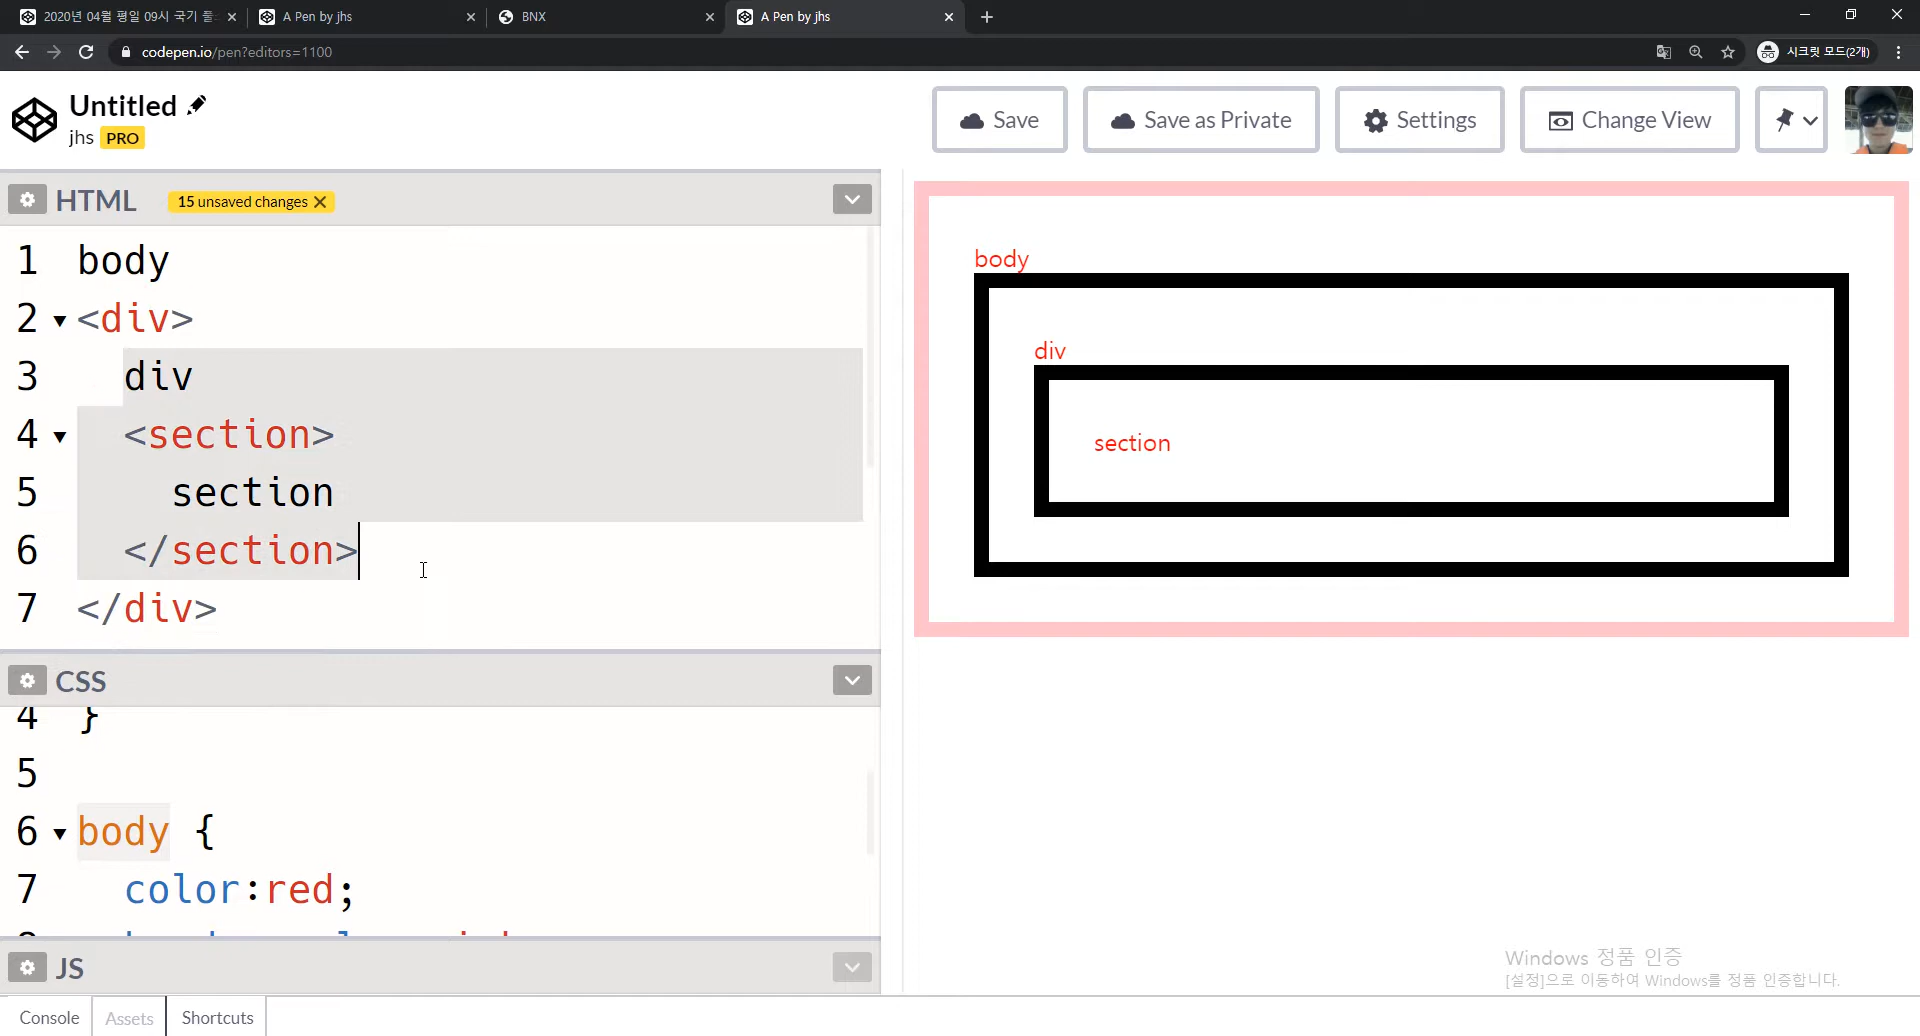 2020년 04월 평일 09시 국기 훈
A Pen by jhs
BNX
A Pen by jhs
codepen.io/pen?editors=1100
시크릿 모드(2개)
Untitled
jhs PRO
Save
Save as Private
Settings
Change View
HTML
15 unsaved changes
1 body
2 <div>
3 div
4 <section>
5 section
6 </section>
7 </div>
CSS
4 }
5
6 body {
7 color:red;
JS
Console
Assets
Shortcuts
body
div
section
Windows 정품 인증
[설정]으로 이동하여 Windows를 정품 인증합니다.